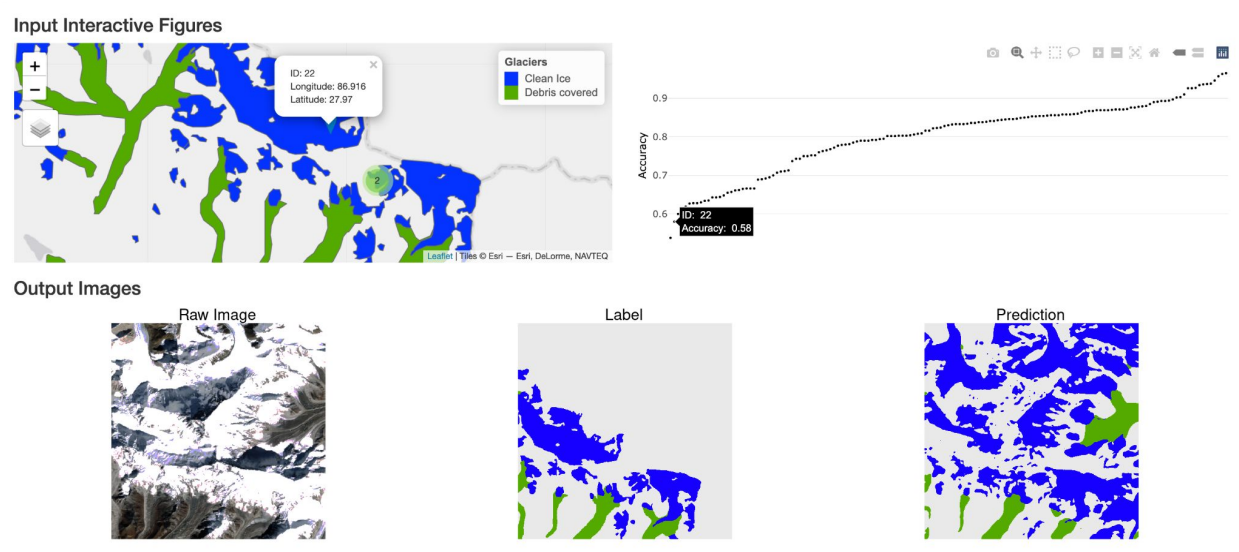 Input Interactive Figures
+
−
ID: 22
Longitude: 86.916
Latitude: 27.97
×
Glaciers
Clean Ice
Debris covered
2
Leaflet | Tiles © Esri — Esri, DeLorme, NAVTEQ
Accuracy
0.9
0.8
0.7
0.6
ID: 22
Accuracy: 0.58
Output Images
Raw Image
Label
Prediction